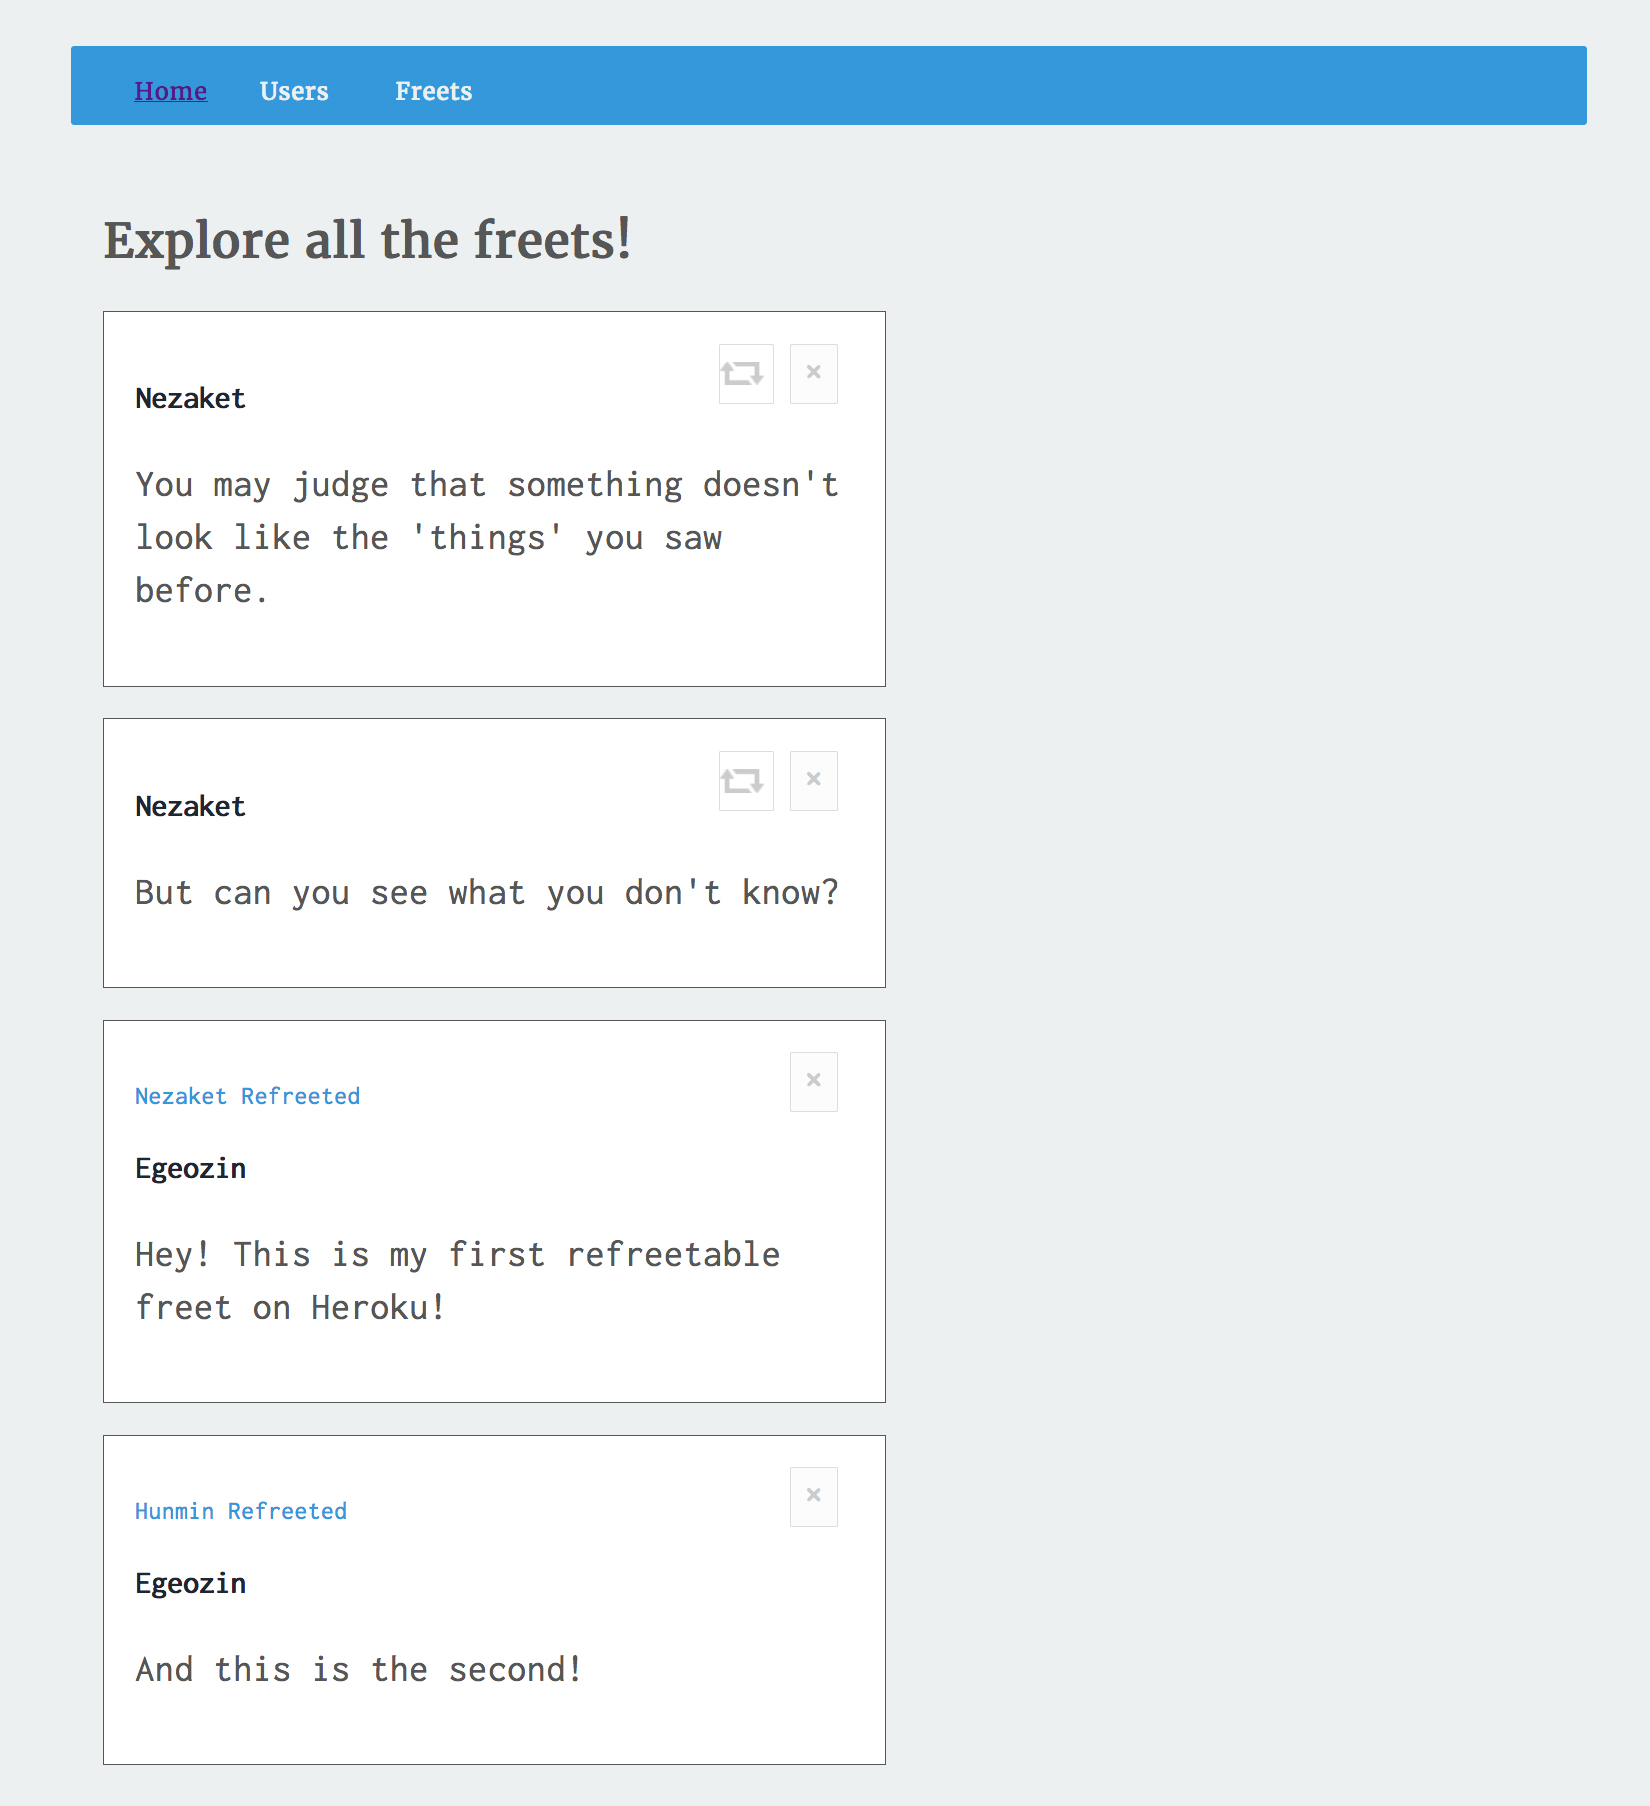 Home Users Freets
Explore all the freets!
×
Nezaket
You may judge that something doesn't
look like the 'things' you saw
before.
×
Nezaket
But can you see what you don't know?
×
Nezaket Refreeted
Egeozin
Hey! This is my first refreetable
freet on Heroku!
×
Hunmin Refreeted
Egeozin
And this is the second!